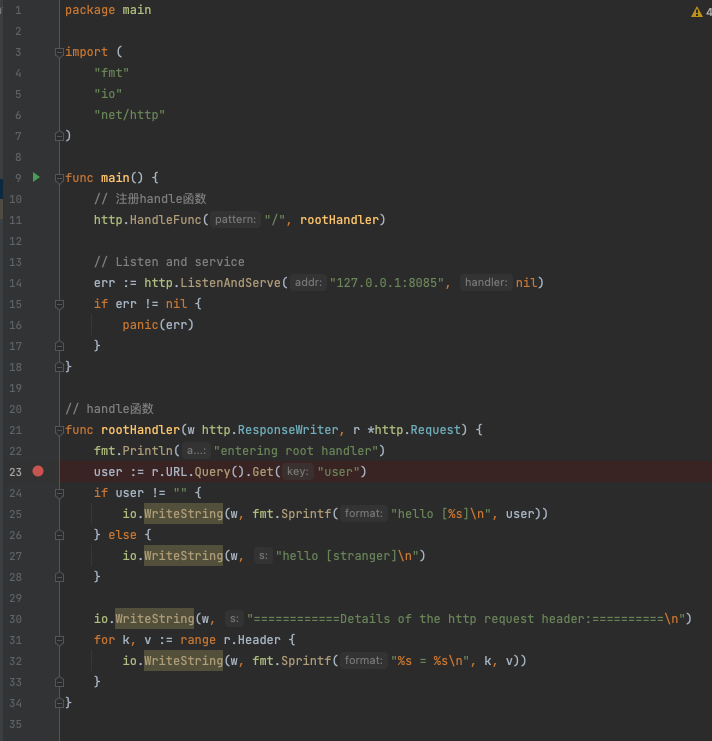 1 package main
2
3 import (
4 "fmt"
5 "io"
6 "net/http"
7 )
8
9 func main() {
10 // 注册handle函数
11 http.HandleFunc( pattern: "/", rootHandler)
12
13 // Listen and service
14 err := http.ListenAndServe( addr: "127.0.0.1:8085", handler: nil)
15 if err != nil {
16 panic(err)
17 }
18 }
19
20 // handle函数
21 func rootHandler(w http.ResponseWriter, r *http.Request) {
22 fmt.Println( a...: "entering root handler")
23 user := r.URL.Query().Get( key: "user")
24 if user != "" {
25 io.WriteString(w, fmt.Sprintf( format: "hello [%s]\n", user))
26 } else {
27 io.WriteString(w, s: "hello [stranger]\n")
28 }
29
30 io.WriteString(w, s: "============Details of the http request header:==========\n")
31 for k, v := range r.Header {
32 io.WriteString(w, fmt.Sprintf( format: "%s = %s\n", k, v))
33 }
34 }
35
4